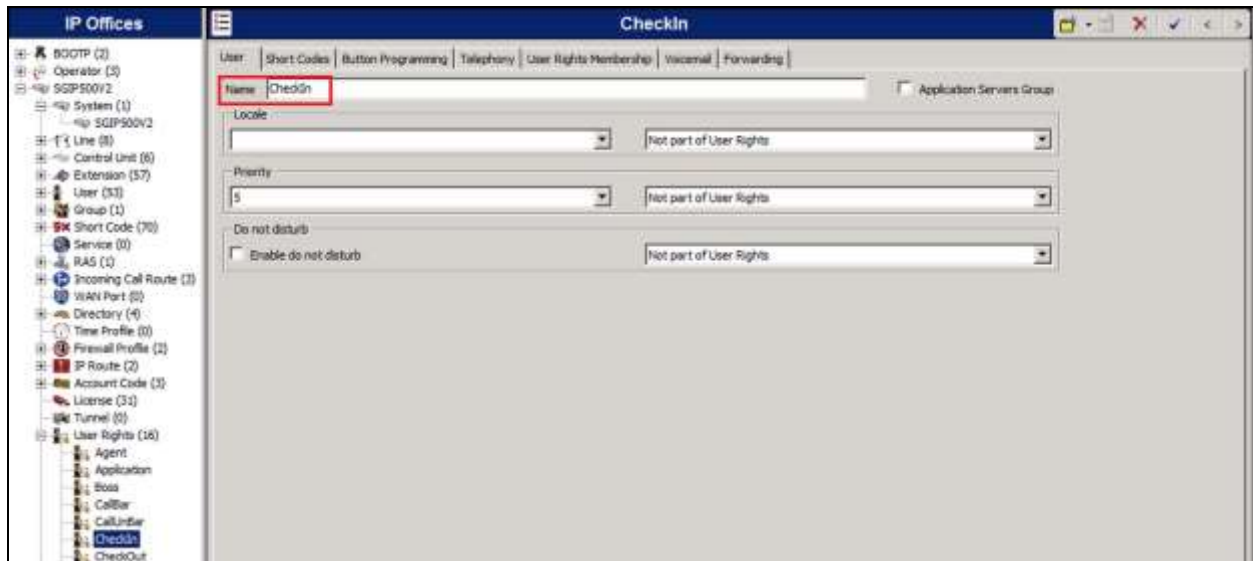 IP Offices
CheckIn
BOOTP (2)
Operator (3)
SGIP500V2
System (1)
SGIP500V2
Line (8)
Control Unit (6)
Extension (57)
User (53)
Group (1)
Short Code (70)
Service (0)
RAS (1)
Incoming Call Route (3)
WAN Port (0)
Directory (4)
Time Profile (0)
Firewall Profile (2)
IP Route (2)
Account Code (3)
License (31)
Tunnel (0)
User Rights (16)
Agent
Application
Boss
CallBar
CallUnBar
CheckIn
CheckOut
User Short Codes Button Programming Telephony User Rights Membership Voicemail Forwarding
Name CheckIn Application Servers Group
Locale
Not part of User Rights
Priority
5 Not part of User Rights
Do not disturb
Enable do not disturb Not part of User Rights